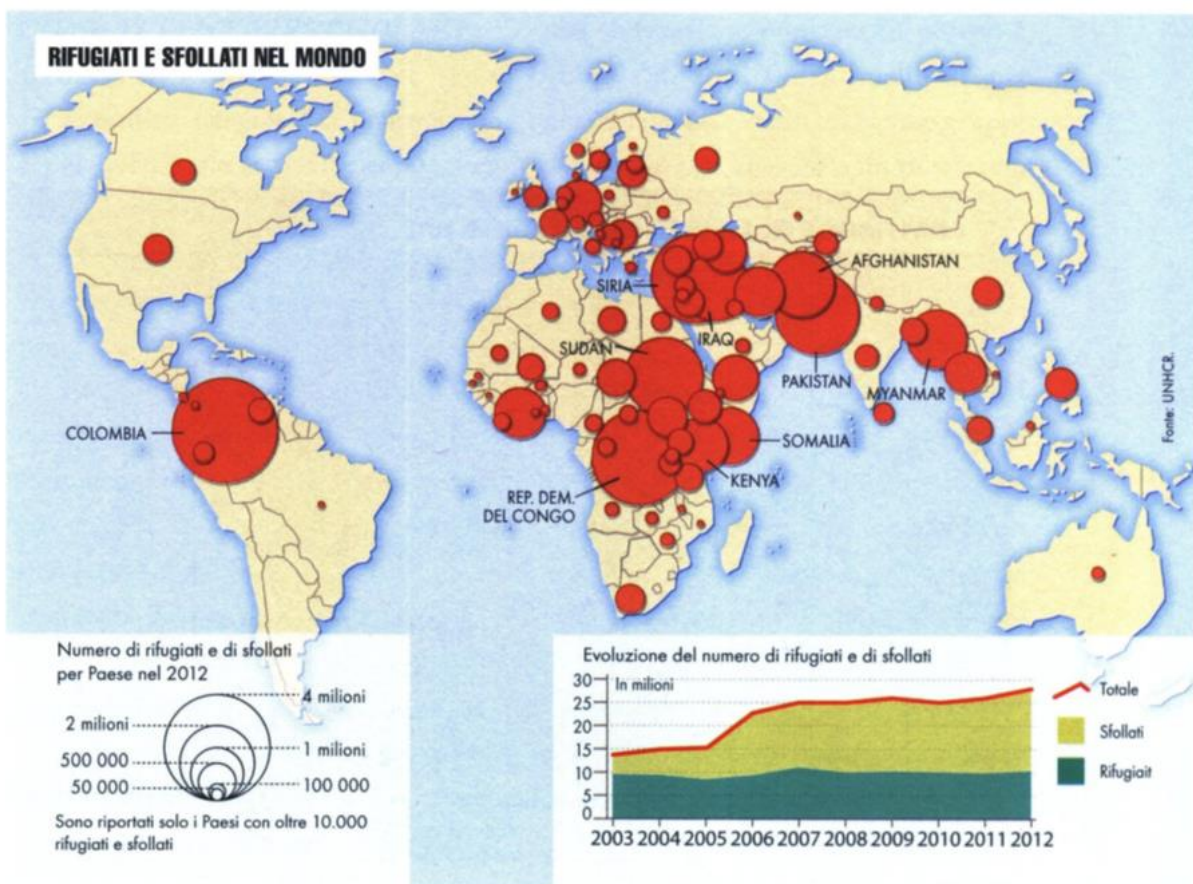 RIFUGIATI E SFOLLATI NEL MONDO
SIRIA
AFGHANISTAN
IRAQ
SUDAN
PAKISTAN
MYANMAR
COLOMBIA
SOMALIA
KENYA
REP. DEM.
DEL CONGO
Fonte: UNHCR.
Numero di rifugiati e di sfollati
per Paese nel 2012
4 milioni
2 milioni
1 milioni
500 000
100 000
50 000
Sono riportati solo i Paesi con oltre 10.000
rifugiati e sfollati
Evoluzione del numero di rifugiati e di sfollati
In milioni
30
25
20
15
10
5
0
2003 2004 2005 2006 2007 2008 2009 2010 2011 2012
Totale
Sfollati
Rifugiait